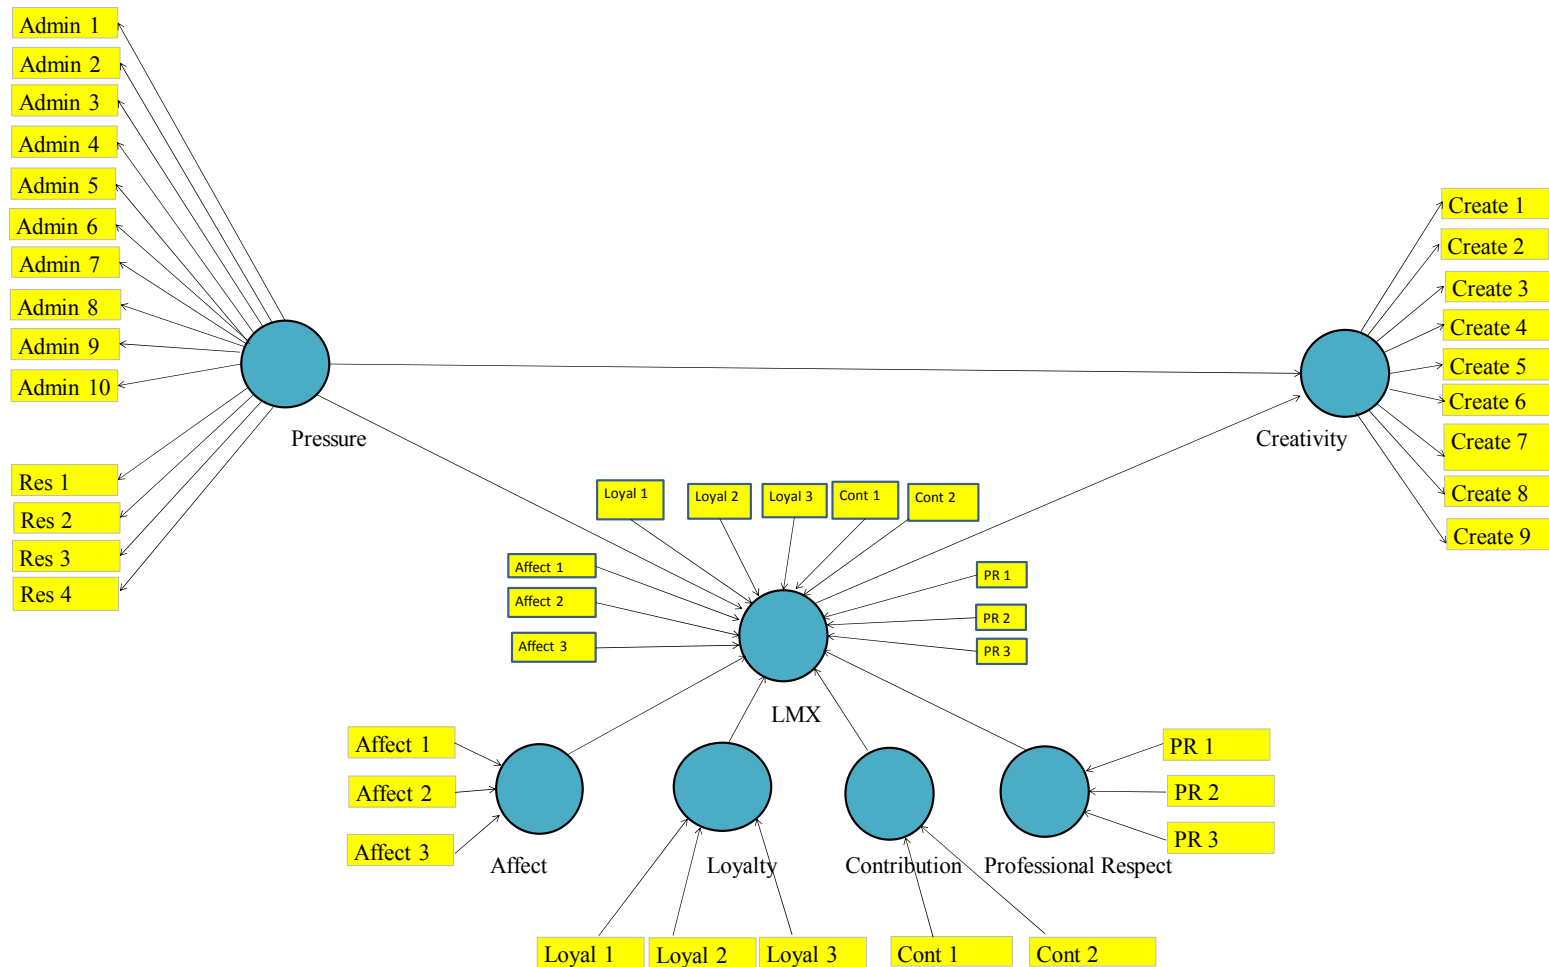 Admin 1
Admin 2
Admin 3
Admin 4
Admin 5
Admin 6
Admin 7
Admin 8
Admin 9
Admin 10
Res 1
Res 2
Res 3
Res 4
Pressure
Creativity
Create 1
Create 2
Create 3
Create 4
Create 5
Create 6
Create 7
Create 8
Create 9
Loyal 1
Loyal 2
Loyal 3
Cont 1
Cont 2
Affect 1
Affect 2
Affect 3
PR 1
PR 2
PR 3
LMX
Affect 1
Affect 2
Affect 3
Affect
Loyalty
Contribution
Professional Respect
PR 1
PR 2
PR 3
Loyal 1
Loyal 2
Loyal 3
Cont 1
Cont 2